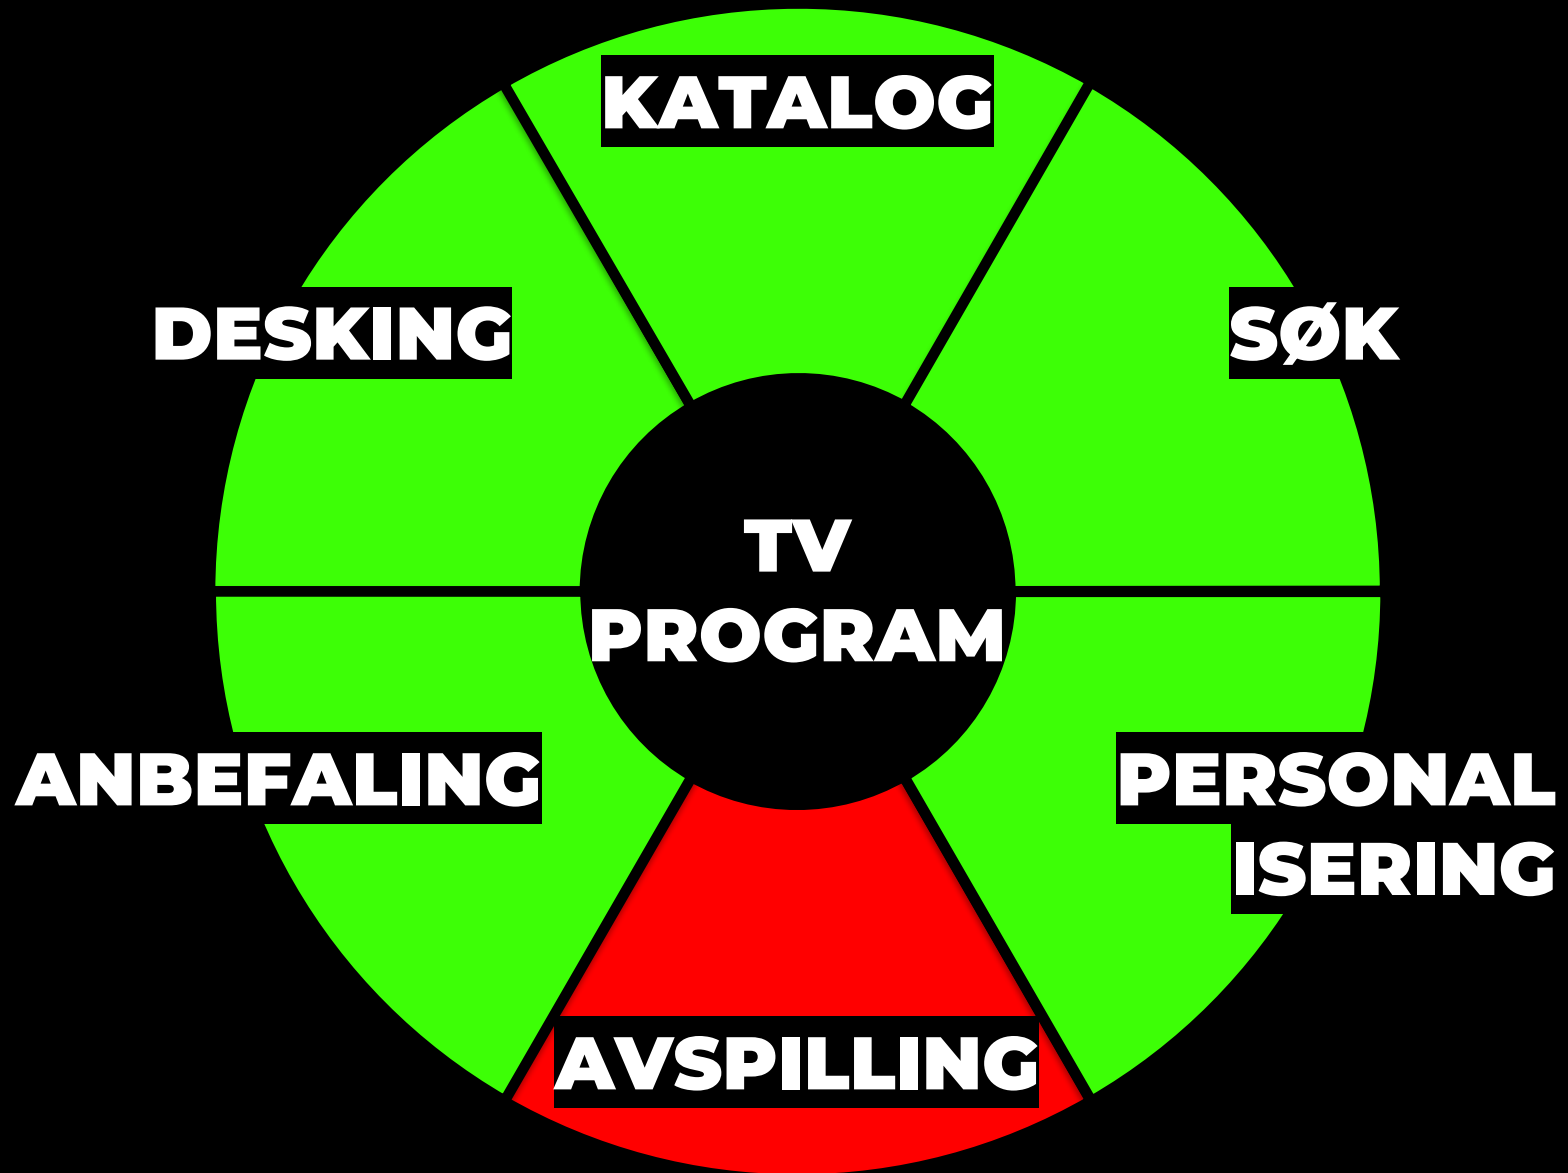 KATALOG
DESKING
SØK
TV
PROGRAM
ANBEFALING
PERSONAL
ISERING
AVSPILLING